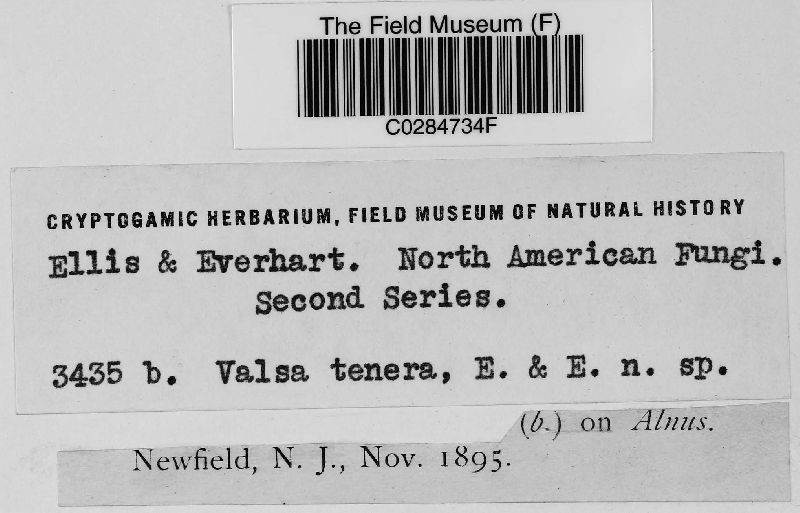 The Field Museum (F)
C0284734F
CRYPTOGAMIC HERBARIUM, FIELD MUSEUM OF NATURAL HISTORY
Ellis & Everhart. North American Fungi.
Second Series.
3435 b. Valsa tenera, E. & E. n. sp.
(b.) on Alnus.
Newfield, N. J., Nov. 1895.